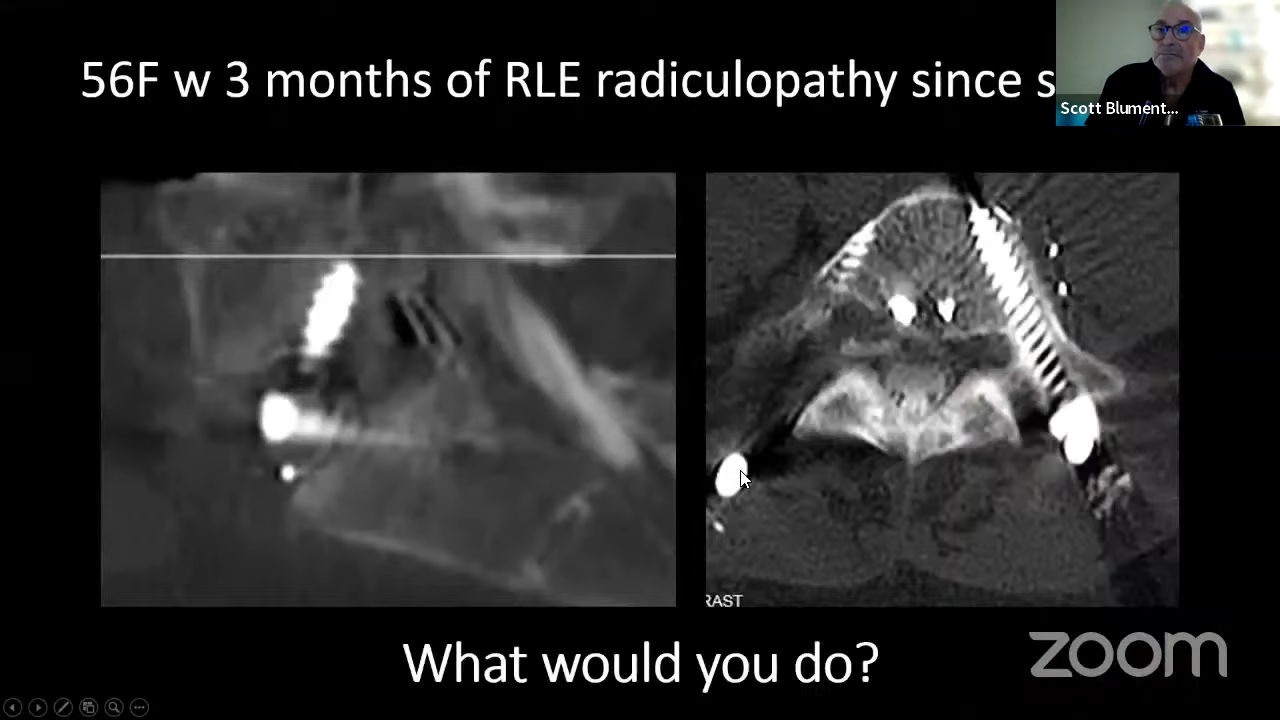 56F w 3 months of RLE radiculopathy since s
Scott Blument...
RAST
What would you do?
zoom